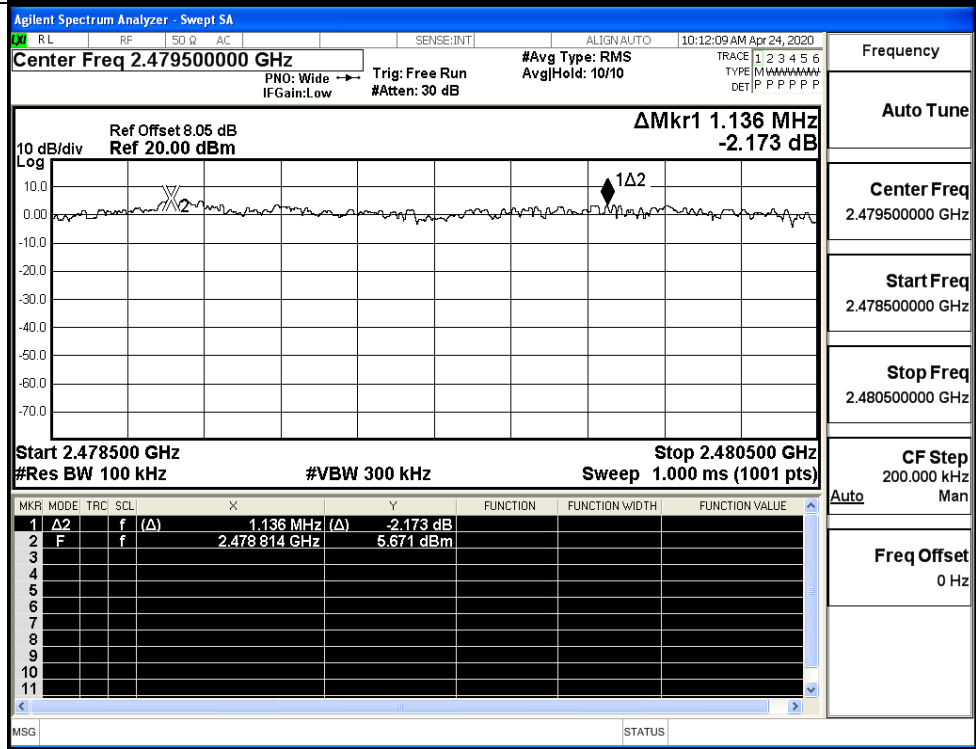 Agilent Spectrum Analyzer - Swept SA
LXI RL RF 50 Ω AC SENSE:INT ALIGN AUTO 10:12:09 AM Apr 24, 2020
Center Freq 2.479500000 GHz
PNO: Wide
IFGain:Low
Trig: Free Run
#Atten: 30 dB
#Avg Type: RMS
Avg|Hold: 10/10
TRACE 1 2 3 4 5 6
TYPE M WWWWW
DET P P P P P P
Ref Offset 8.05 dB
10 dB/div Ref 20.00 dBm
Log
ΔMkr1 1.136 MHz
-2.173 dB
10.0
0.00
-10.0
-20.0
-30.0
-40.0
-50.0
-60.0
-70.0
2
1Δ2
Start 2.478500 GHz Stop 2.480500 GHz
#Res BW 100 kHz #VBW 300 kHz Sweep 1.000 ms (1001 pts)
MKR MODE TRC SCL X Y FUNCTION FUNCTION WIDTH FUNCTION VALUE
1 Δ2 f (Δ) 1.136 MHz (Δ) -2.173 dB
2 F f 2.478 814 GHz 5.671 dBm
3
4
5
6
7
8
9
10
11
MSG STATUS
Frequency
Auto Tune
Center Freq
2.479500000 GHz
Start Freq
2.478500000 GHz
Stop Freq
2.480500000 GHz
CF Step
200.000 kHz
Auto Man
Freq Offset
0 Hz